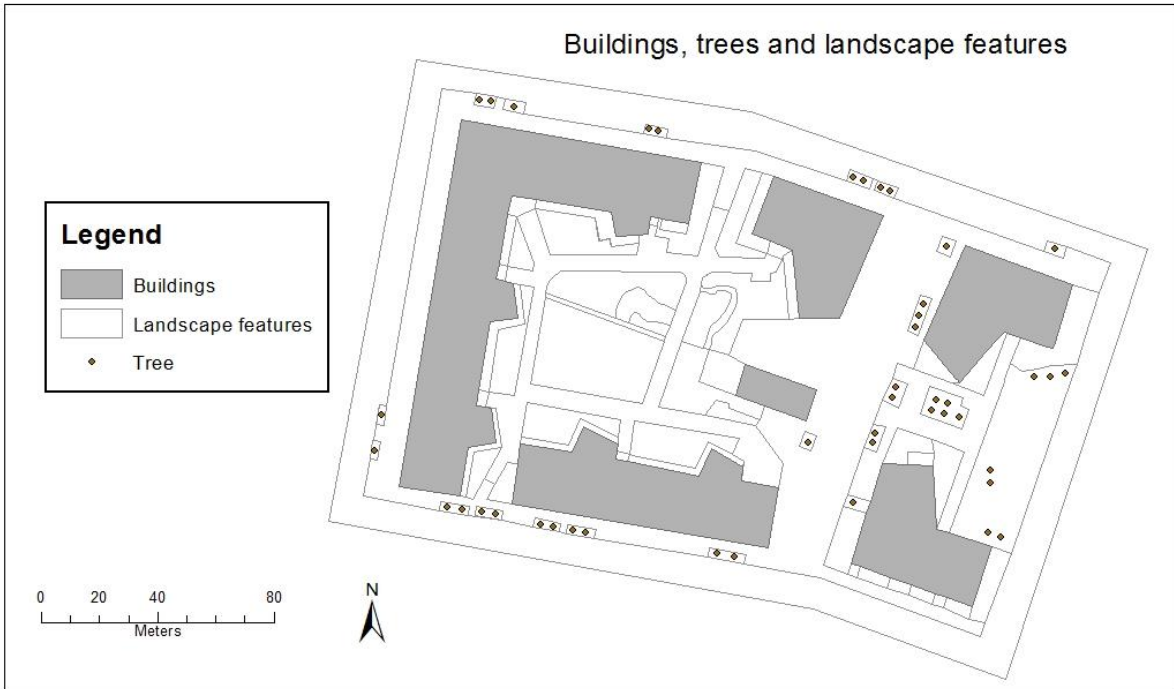 Buildings, trees and landscape features
Legend
Buildings
Landscape features
Tree
N
0 20 40 80
Meters